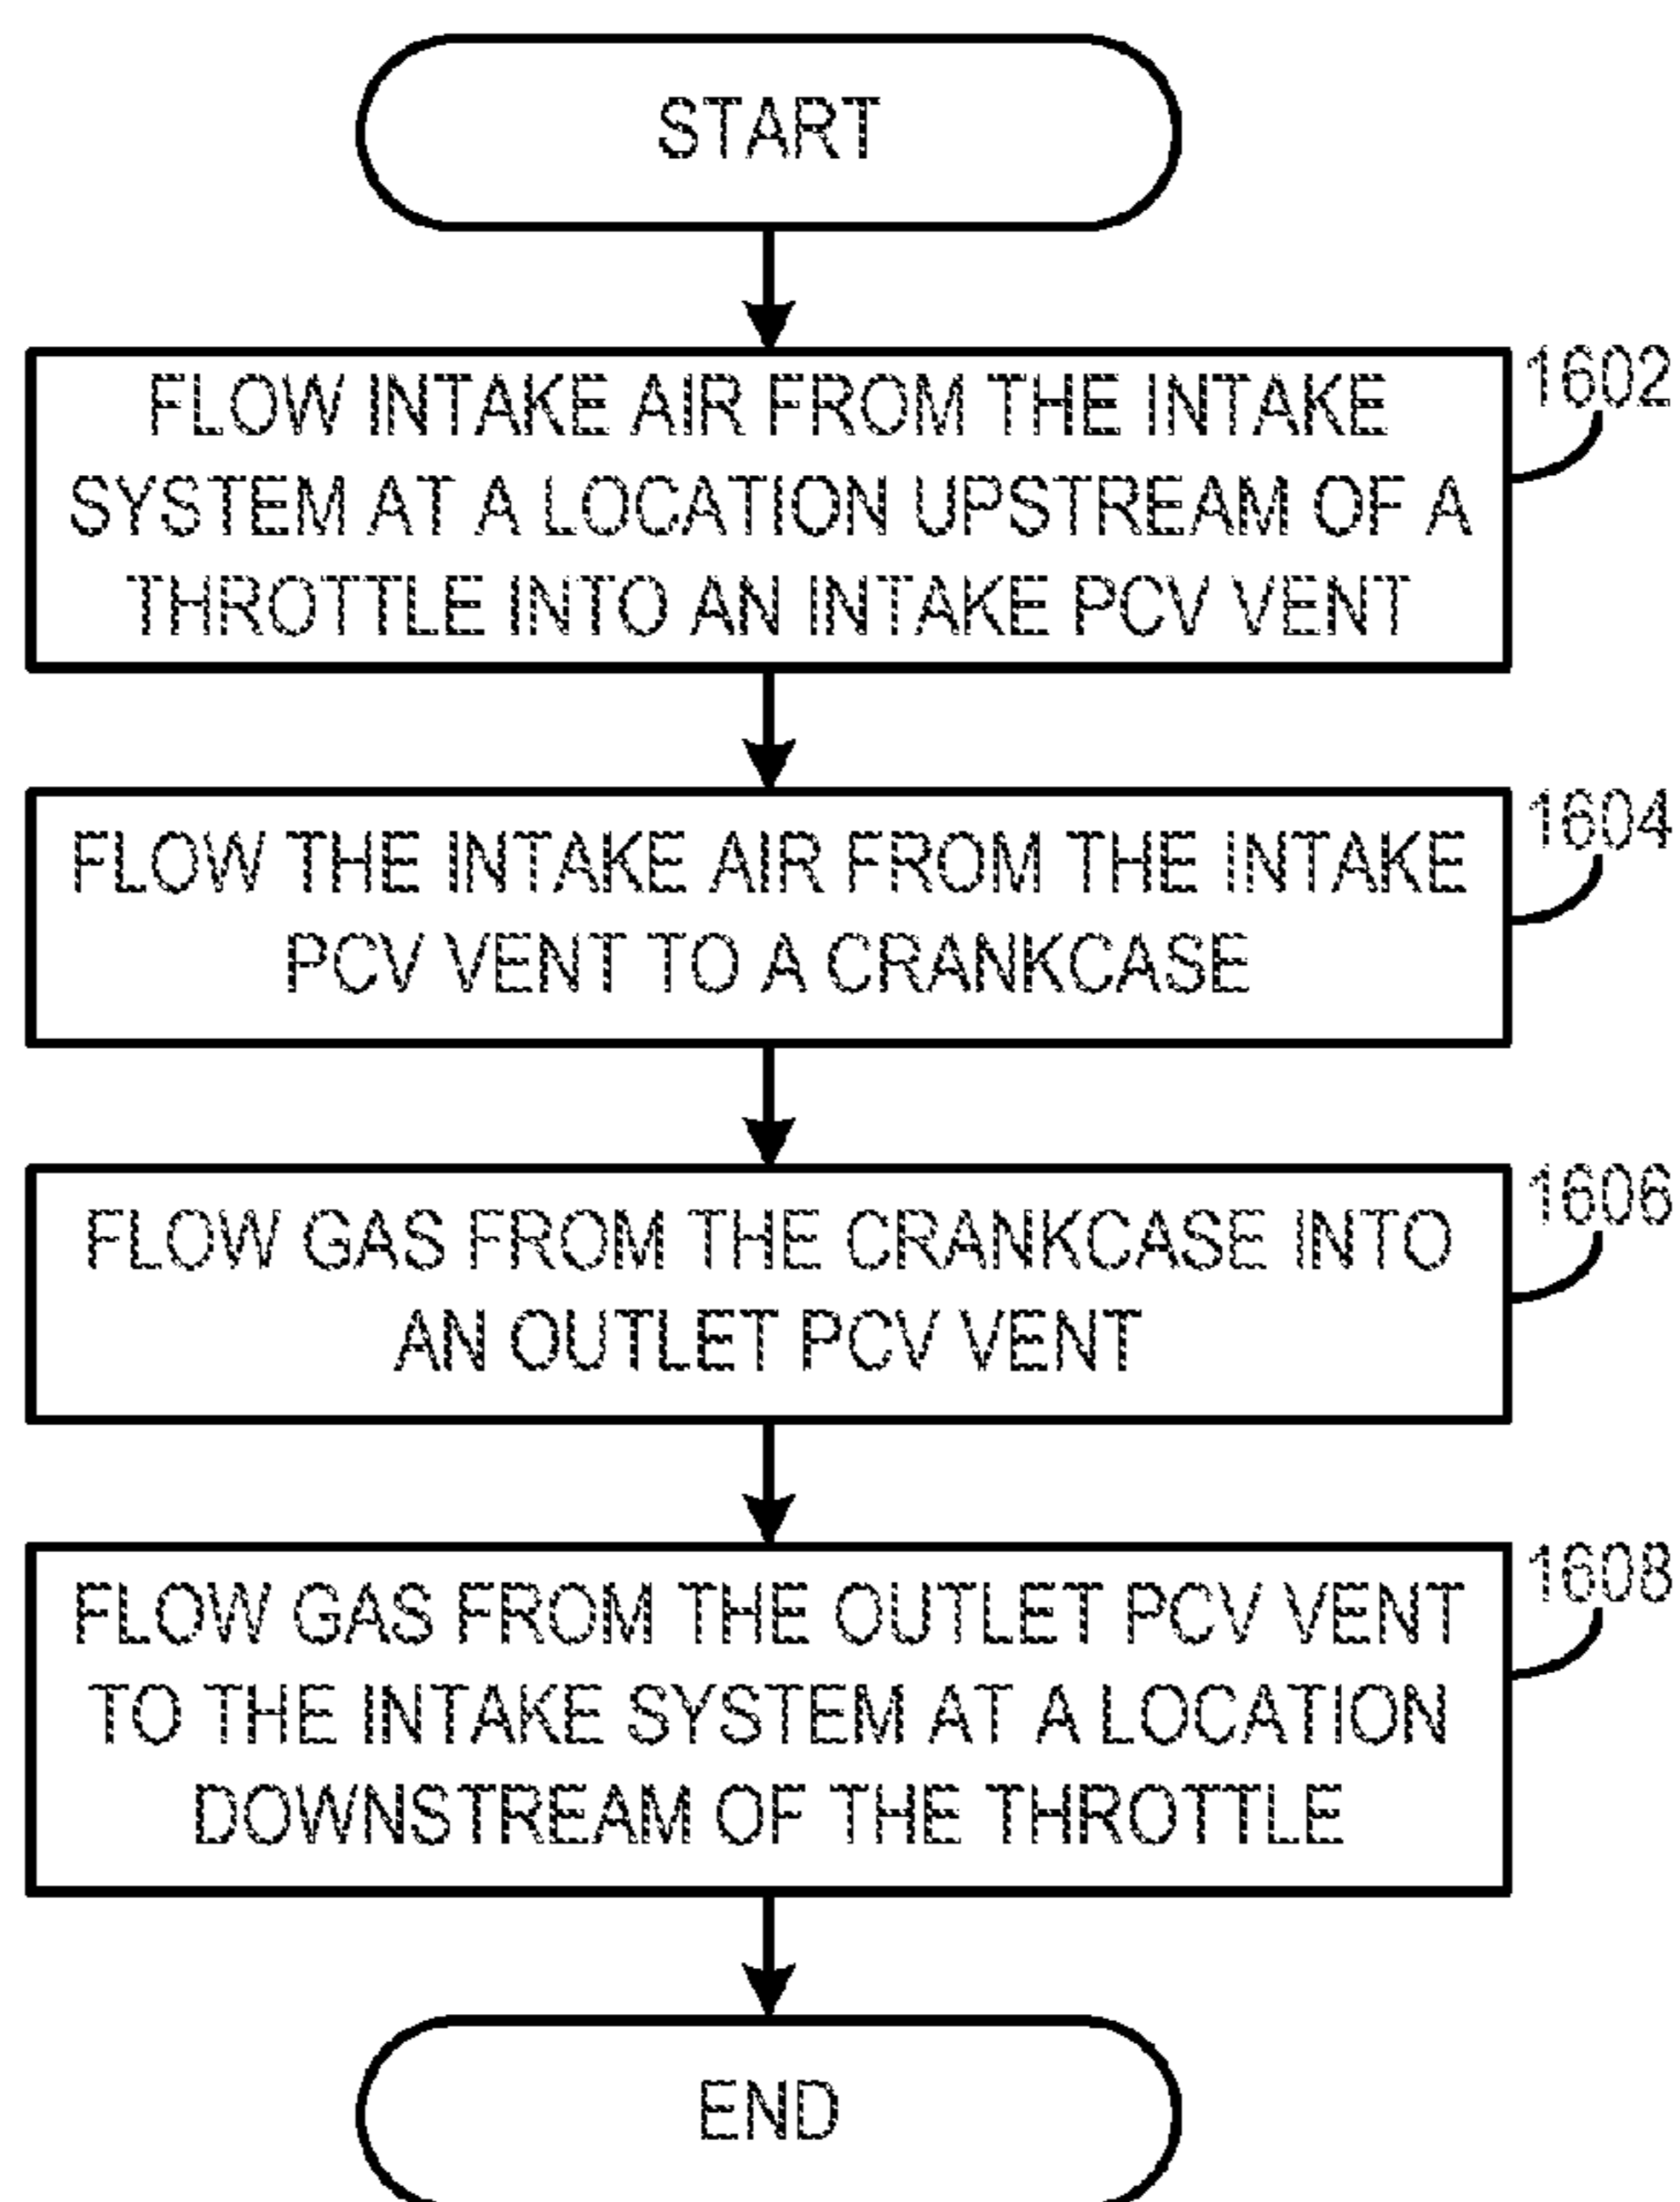 START
FLOW INTAKE AIR FROM THE INTAKE
SYSTEM AT A LOCATION UPSTREAM OF A
THROTTLE INTO AN INTAKE PCV VENT
1602
FLOW THE INTAKE AIR FROM THE INTAKE
PCV VENT TO A CRANKCASE
1604
FLOW GAS FROM THE CRANKCASE INTO
AN OUTLET PCV VENT
1606
FLOW GAS FROM THE OUTLET PCV VENT
TO THE INTAKE SYSTEM AT A LOCATION
DOWNSTREAM OF THE THROTTLE
1608
END